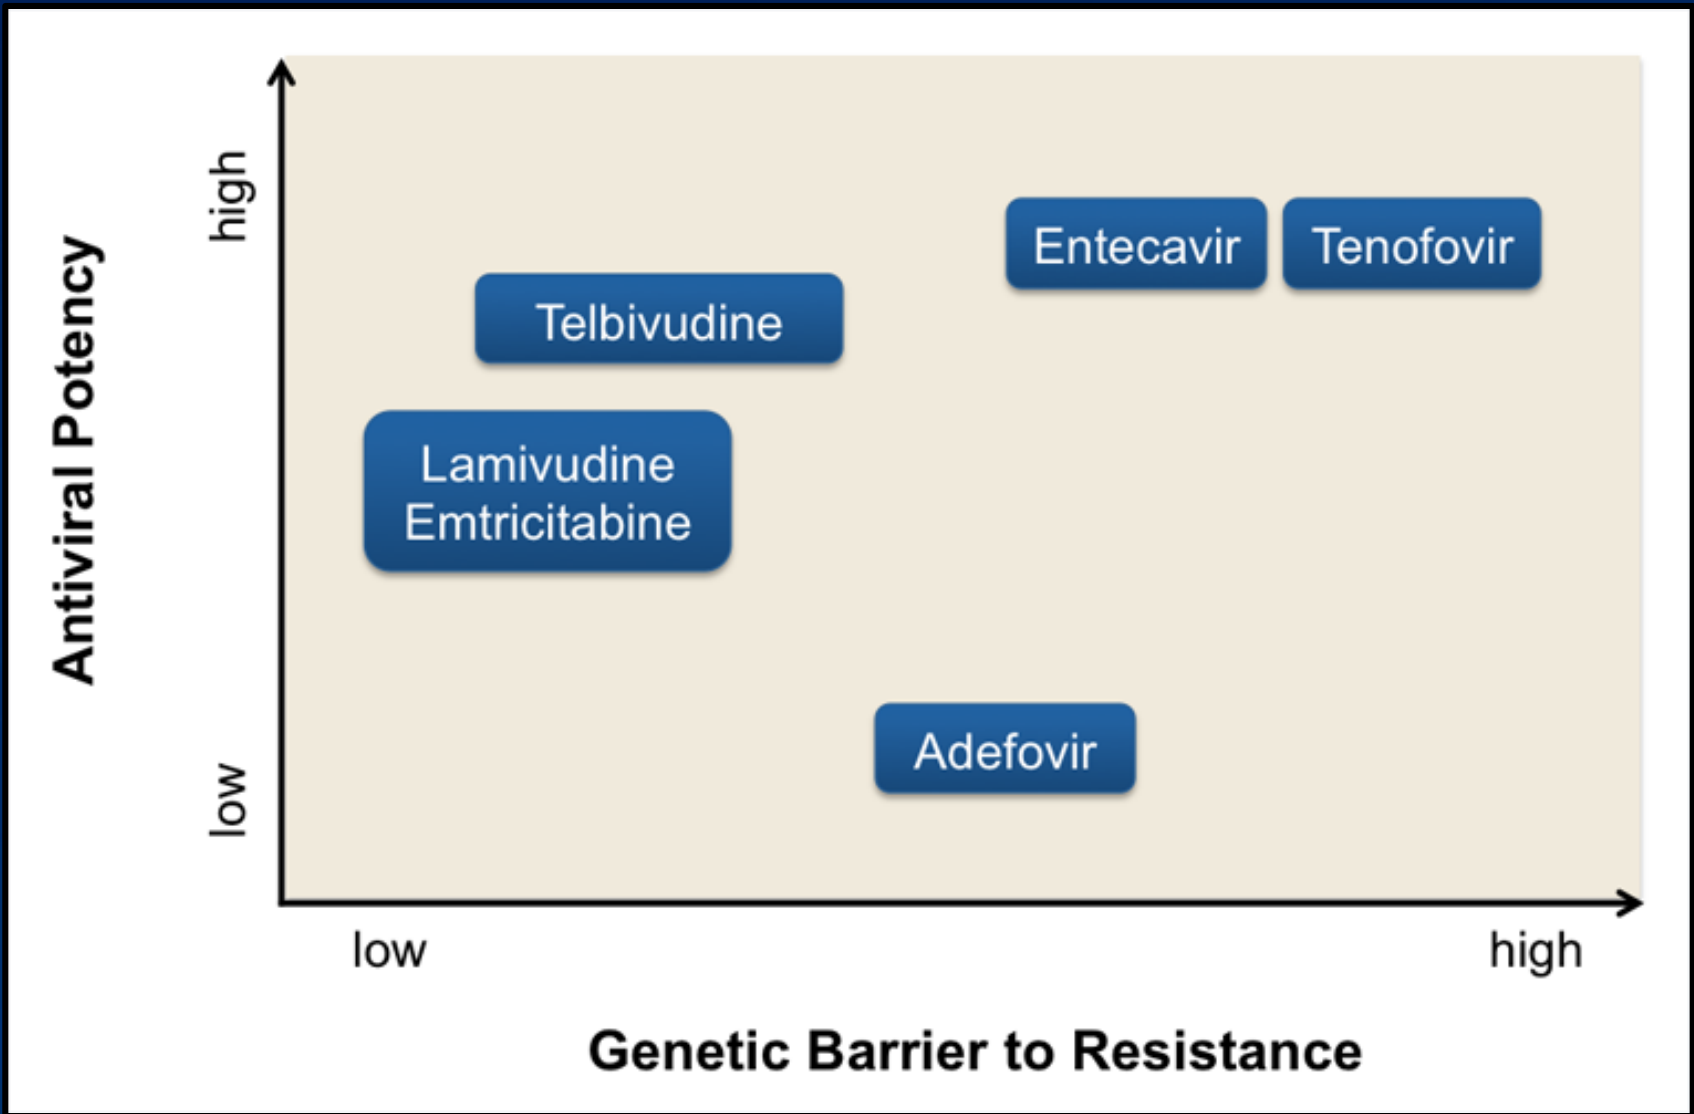 Antiviral Potency
high
low
Entecavir
Tenofovir
Telbivudine
Lamivudine
Emtricitabine
Adefovir
low
high
Genetic Barrier to Resistance